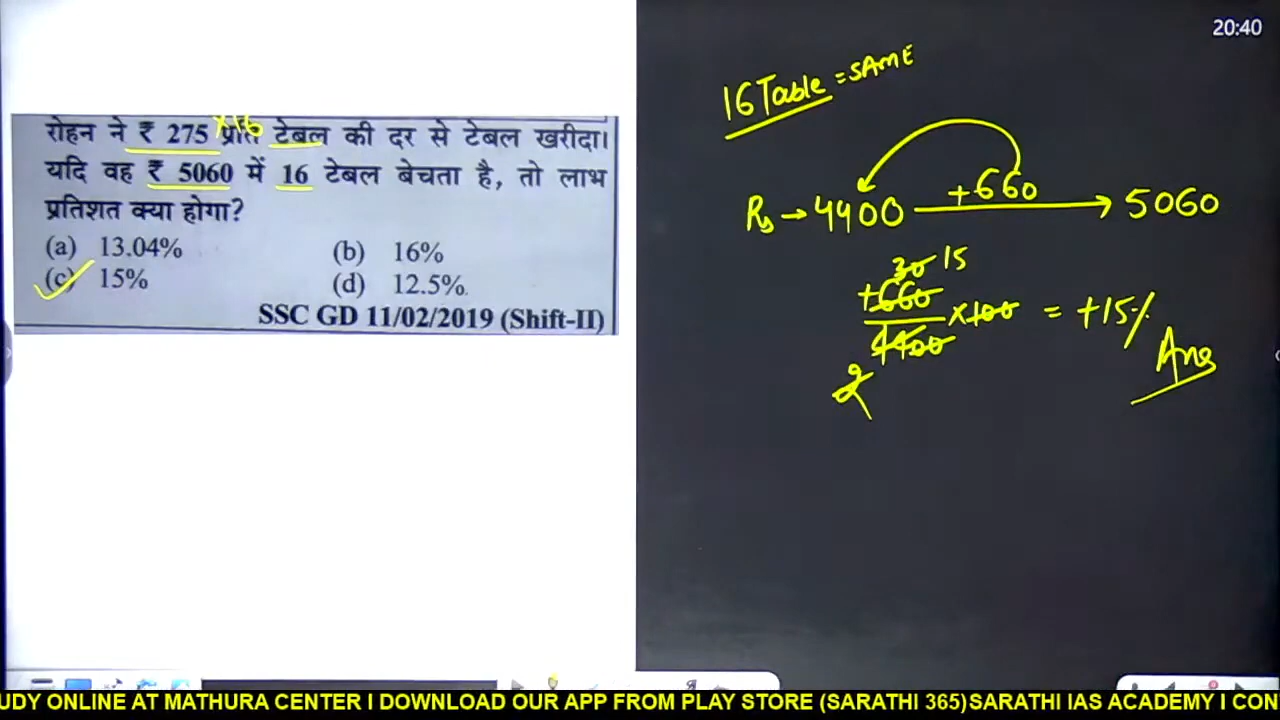 20:40
रोहन ने ₹ 275 ×16 प्रति टेबल की दर से टेबल खरीदा।
यदि वह ₹ 5060 में 16 टेबल बेचता है, तो लाभ
प्रतिशत क्या होगा?
(a) 13.04% (b) 16%
(c) 15% (d) 12.5%
SSC GD 11/02/2019 (Shift-II)
16 Table = SAME
Rs → 4400 +660 → 5060
30 15
+660
×100 = +15%
4400
2
Ans
UDY ONLINE AT MATHURA CENTER I DOWNLOAD OUR APP FROM PLAY STORE (SARATHI 365)SARATHI IAS ACADEMY I CON